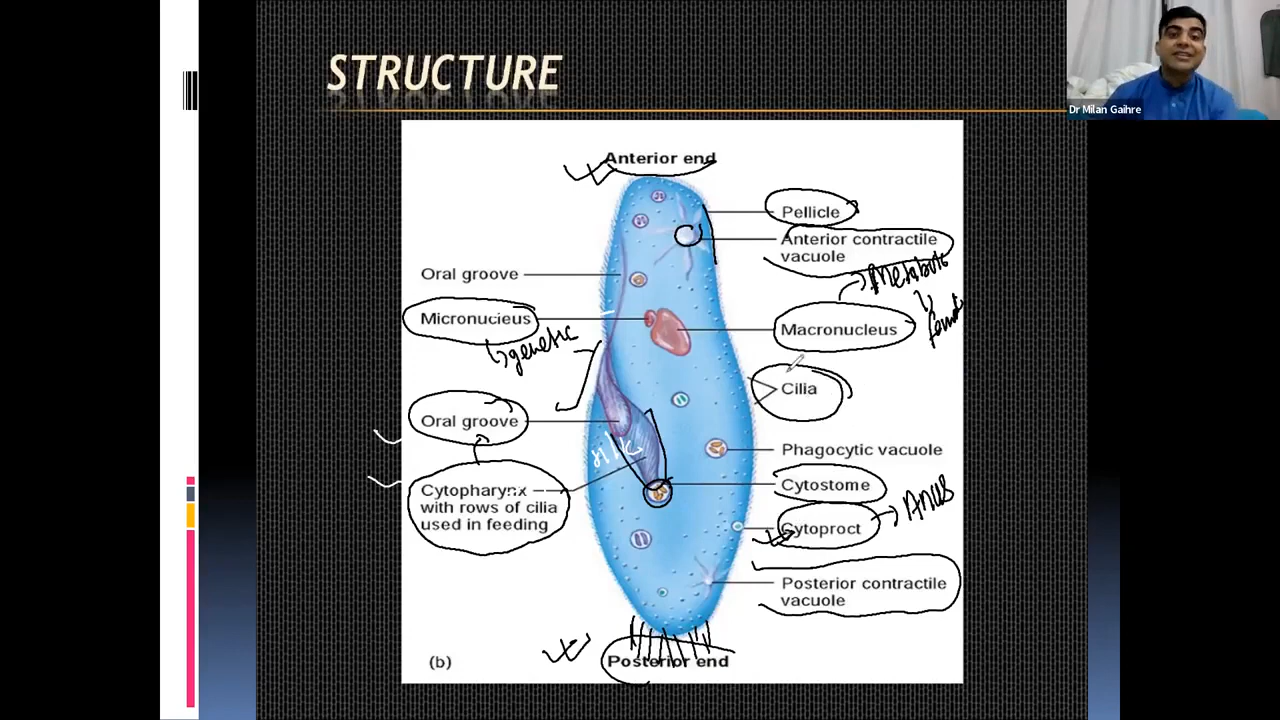 STRUCTURE
Dr Milan Gaihre
Anterior end
Pellicle
Anterior contractile
vacuole
Metabolic
Oral groove
Micronucieus
genetic
Macronucleus
Cilia
Oral groove
Phagocytic vacuole
Cytopharynx
with rows of cilia
used in feeding
Cytostome
Cytoproct
Anus
Posterior contractile
vacuole
Posterior end
(b)